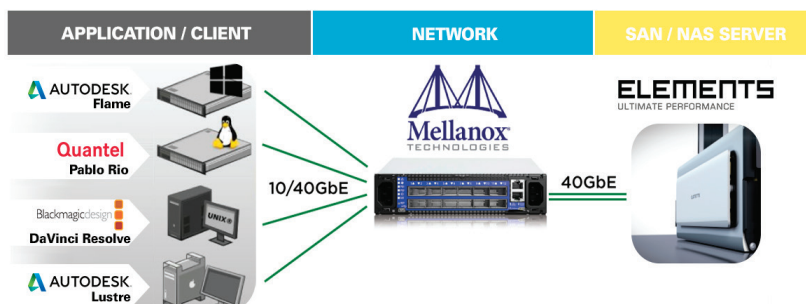 APPLICATION / CLIENT
NETWORK
SAN / NAS SERVER
AUTODESK
Flame
Quantel
Pablo Rio
Blackmagicdesign
DaVinci Resolve
UNIX®
AUTODESK
Lustre
10/40GbE
Mellanox
TECHNOLOGIES
40GbE
ELEMENTS
ULTIMATE PERFORMANCE